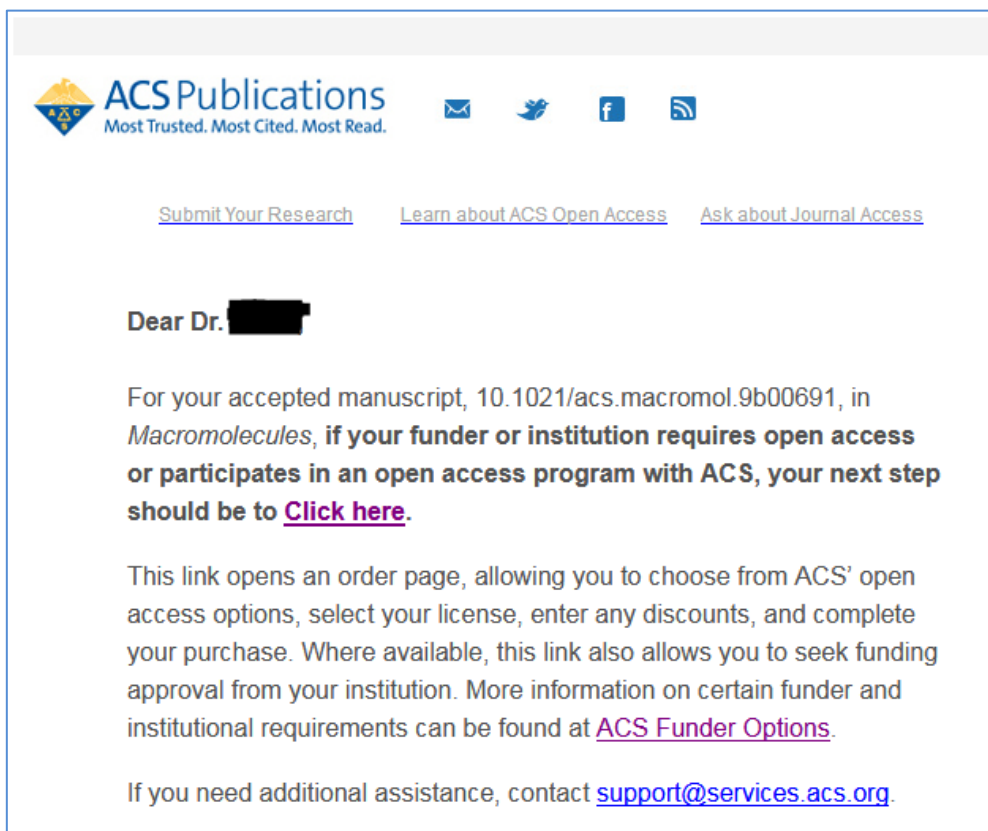 ACS Publications
Most Trusted. Most Cited. Most Read.
Submit Your Research Learn about ACS Open Access Ask about Journal Access
Dear Dr.
For your accepted manuscript, 10.1021/acs.macromol.9b00691, in
Macromolecules, if your funder or institution requires open access
or participates in an open access program with ACS, your next step
should be to Click here.
This link opens an order page, allowing you to choose from ACS’ open
access options, select your license, enter any discounts, and complete
your purchase. Where available, this link also allows you to seek funding
approval from your institution. More information on certain funder and
institutional requirements can be found at ACS Funder Options.
If you need additional assistance, contact support@services.acs.org.